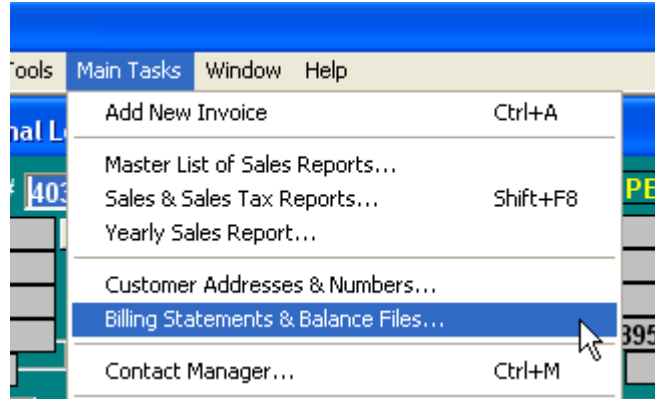 Tools Main Tasks Window Help
Add New Invoice Ctrl+A
Master List of Sales Reports...
Sales & Sales Tax Reports... Shift+F8
Yearly Sales Report...
Customer Addresses & Numbers...
Billing Statements & Balance Files...
Contact Manager... Ctrl+M